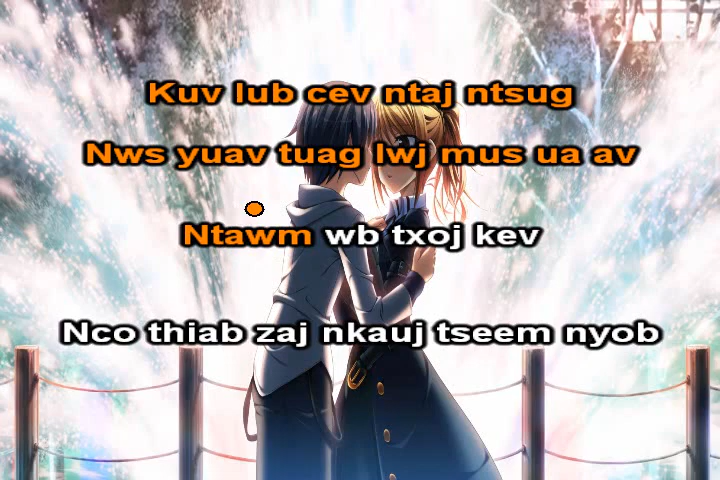 Kuv lub cev ntaj ntsug
Nws yuav tuag lwj mus ua av
Ntawm wb txoj kev
Nco thiab zaj nkauj tseem nyob